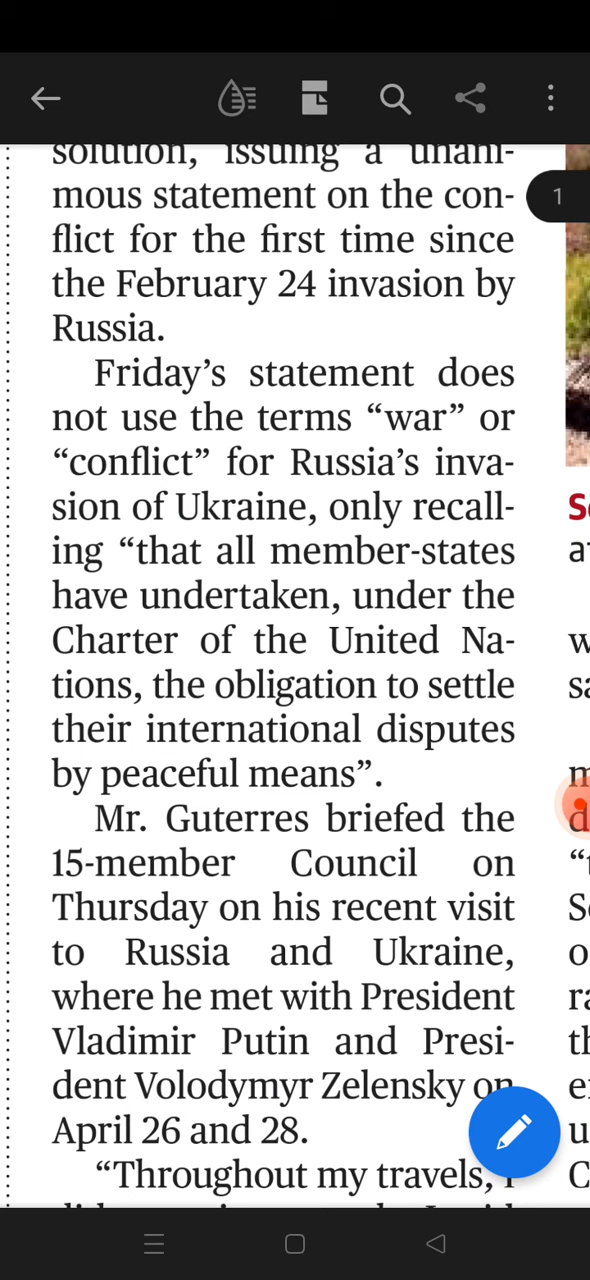 solution, issuing a unani-
mous statement on the con-
flict for the first time since
the February 24 invasion by
Russia.
Friday’s statement does
not use the terms “war” or
“conflict” for Russia’s inva-
sion of Ukraine, only recall-
ing “that all member-states
have undertaken, under the
Charter of the United Na-
tions, the obligation to settle
their international disputes
by peaceful means”.
Mr. Guterres briefed the
15-member Council on
Thursday on his recent visit
to Russia and Ukraine,
where he met with President
Vladimir Putin and Presi-
dent Volodymyr Zelensky on
April 26 and 28.
“Throughout my travels, I
1